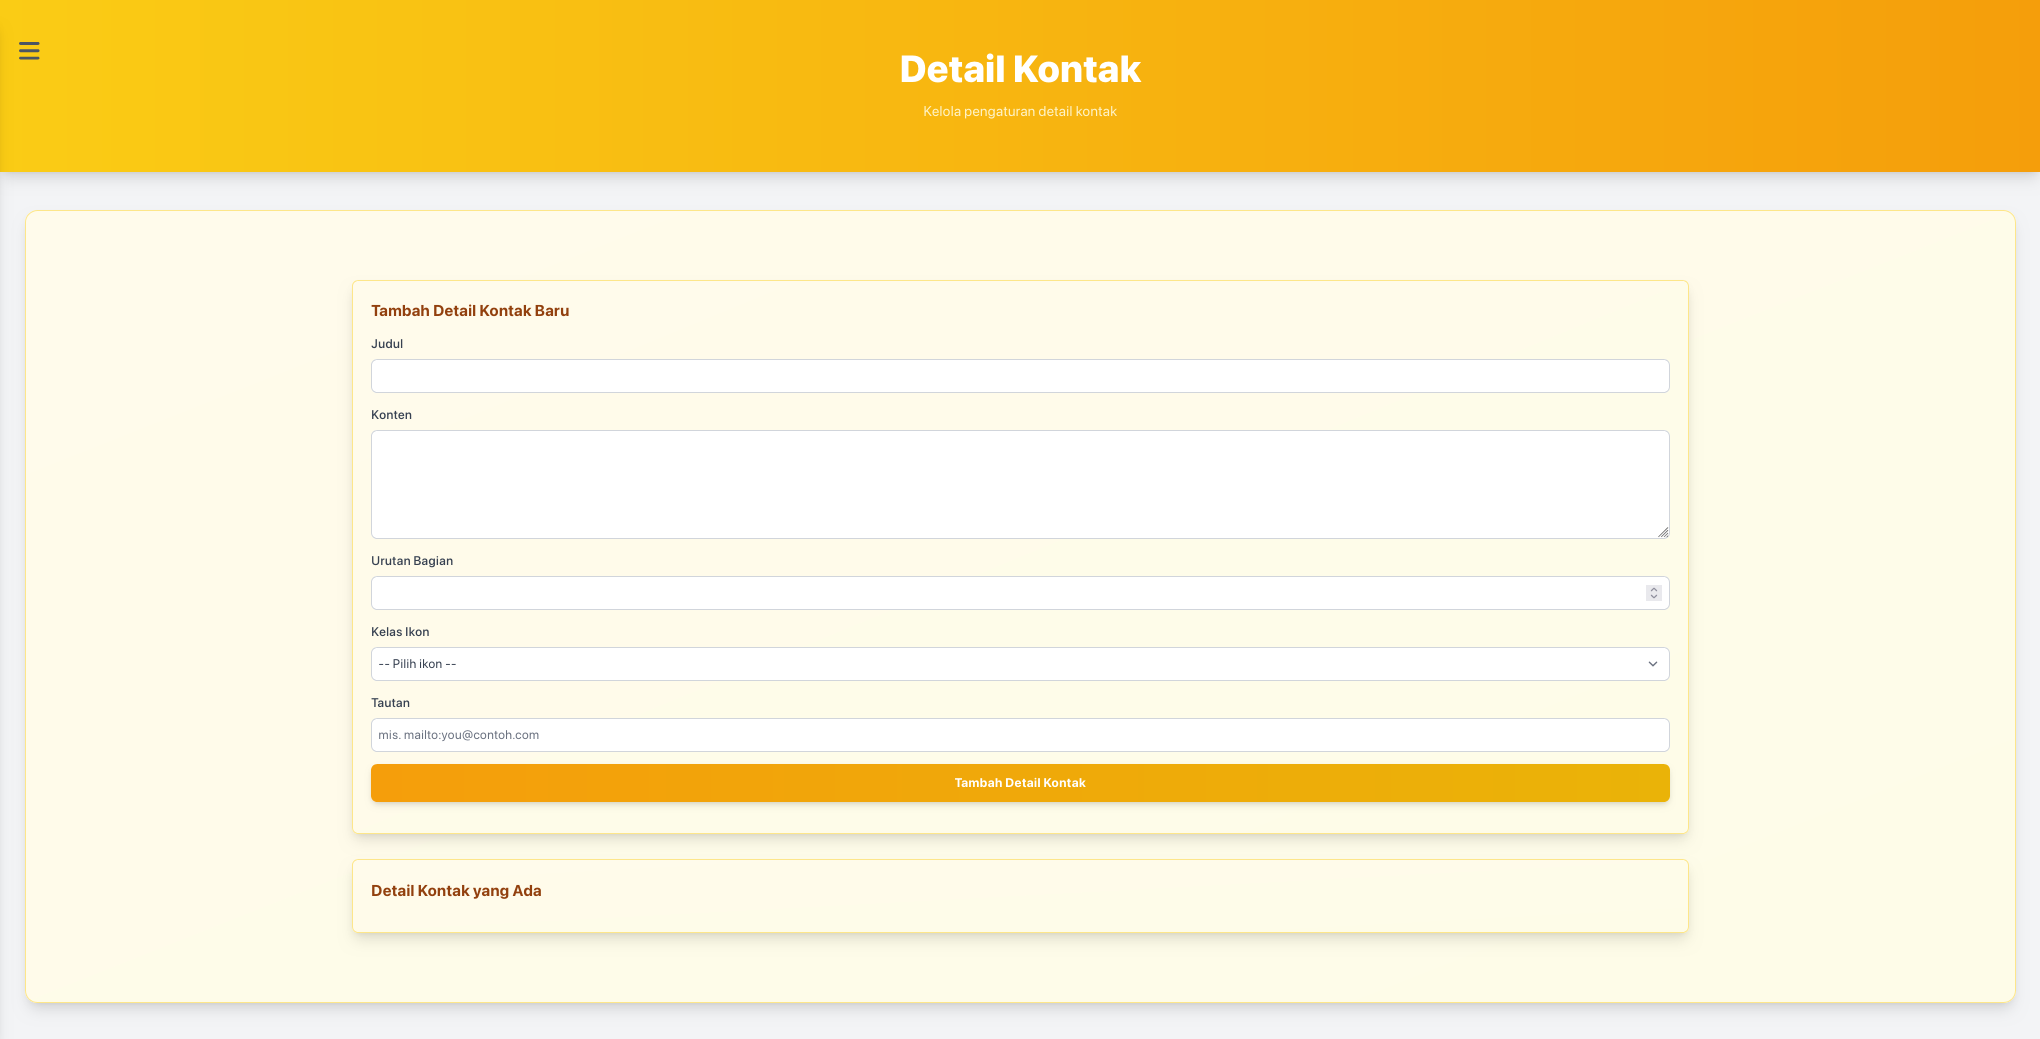 Detail Kontak
Kelola pengaturan detail kontak
Tambah Detail Kontak Baru
Judul
Konten
Urutan Bagian
Kelas Ikon
-- Pilih ikon --
Tautan
mis. mailto:you@contoh.com
Tambah Detail Kontak
Detail Kontak yang Ada